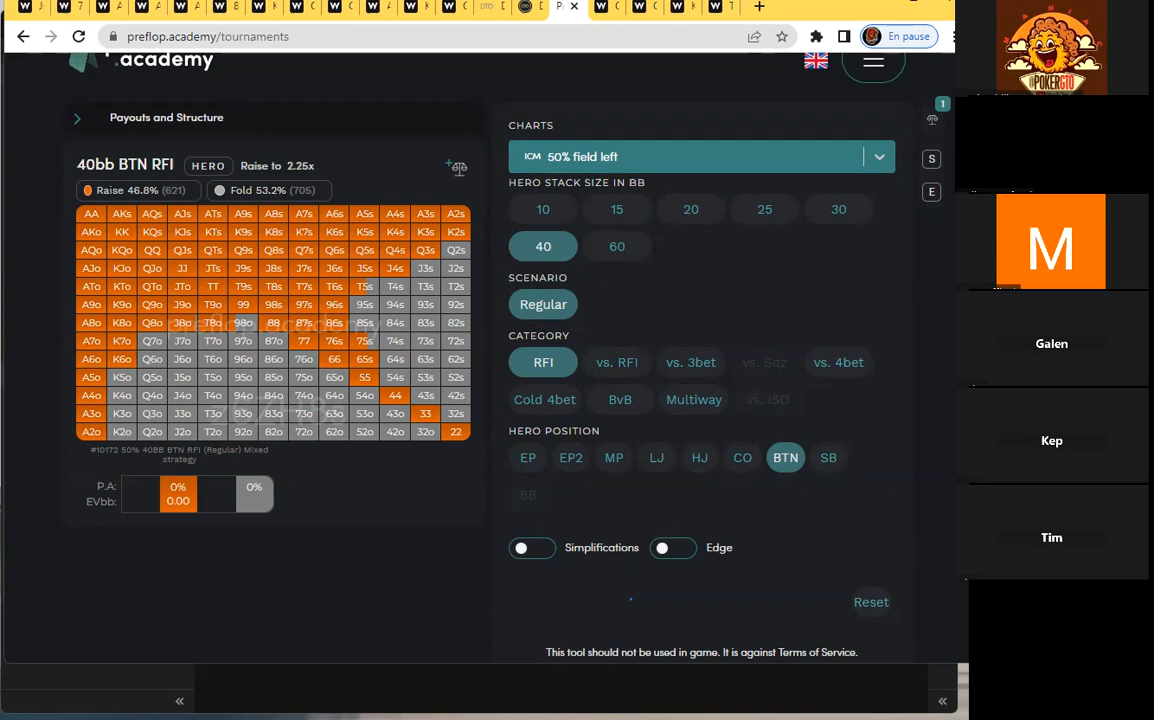 J
7
A
A
A
8
K
C
C
A
K
C
DTO
D
P
C
C
K
T
preflop.academy/tournaments
En pause
.academy
Payouts and Structure
40bb BTN RFI HERO Raise to 2.25x
Raise 46.8% (621) Fold 53.2% (705)
AA AKs AQs AJs ATs A9s A8s A7s A6s A5s A4s A3s A2s
AKo KK KQs KJs KTs K9s K8s K7s K6s K5s K4s K3s K2s
AQo KQo QQ QJs QTs Q9s Q8s Q7s Q6s Q5s Q4s Q3s Q2s
AJo KJo QJo JJ JTs J9s J8s J7s J6s J5s J4s J3s J2s
ATo KTo QTo JTo TT T9s T8s T7s T6s T5s T4s T3s T2s
A9o K9o Q9o J9o T9o 99 98s 97s 96s 95s 94s 93s 92s
A8o K8o Q8o J8o T8o 98o 88 87s 86s 85s 84s 83s 82s
A7o K7o Q7o J7o T7o 97o 87o 77 76s 75s 74s 73s 72s
A6o K6o Q6o J6o T6o 96o 86o 76o 66 65s 64s 63s 62s
A5o K5o Q5o J5o T5o 95o 85o 75o 65o 55 54s 53s 52s
A4o K4o Q4o J4o T4o 94o 84o 74o 64o 54o 44 43s 42s
A3o K3o Q3o J3o T3o 93o 83o 73o 63o 53o 43o 33 32s
A2o K2o Q2o J2o T2o 92o 82o 72o 62o 52o 42o 32o 22
preflop.academy
#10172 50% 40BB BTN RFI (Regular) Mixed
strategy
P.A: 0% 0%
EVbb: 0.00
CHARTS
ICM 50% field left
HERO STACK SIZE IN BB
10 15 20 25 30
40 60
SCENARIO
Regular
CATEGORY
RFI vs. RFI vs. 3bet vs. Sqz vs. 4bet
Cold 4bet BvB Multiway vs. ISO
HERO POSITION
EP EP2 MP LJ HJ CO BTN SB
BB
Simplifications Edge
Reset
This tool should not be used in game. It is against Terms of Service.
1
S
E
@POKERGTO
M
Galen
Kep
Tim